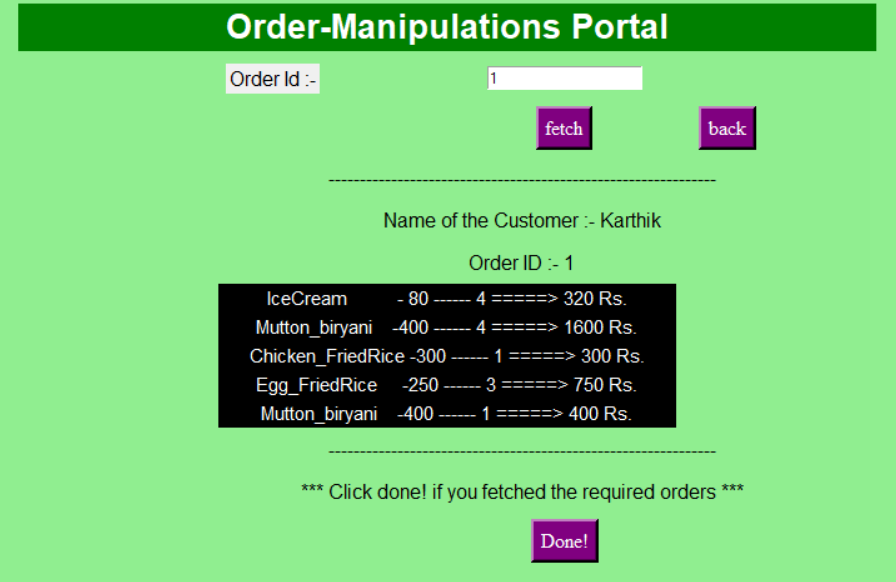 Order-Manipulations Portal
Order Id :- 1
fetch back
----------------------------------------------------------------
Name of the Customer :- Karthik
Order ID :- 1
IceCream - 80 ------ 4 =====> 320 Rs.
Mutton_biryani -400 ------ 4 =====> 1600 Rs.
Chicken_FriedRice -300 ------ 1 =====> 300 Rs.
Egg_FriedRice -250 ------ 3 =====> 750 Rs.
Mutton_biryani -400 ------ 1 =====> 400 Rs.
----------------------------------------------------------------
*** Click done! if you fetched the required orders ***
Done!